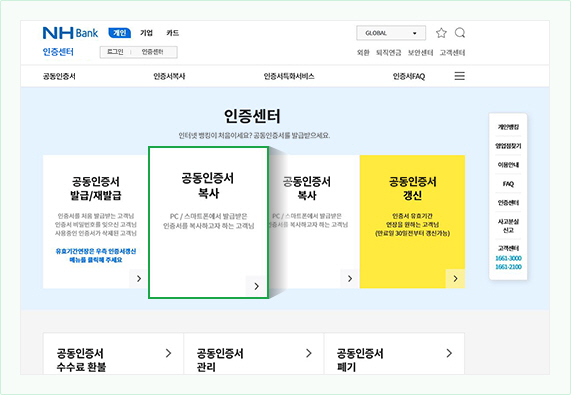 NH Bank
개인 기업 카드
GLOBAL
인증센터
로그인 인증센터
외환 퇴직연금 보안센터 고객센터
공동인증서 인증서복사 인증서특화서비스 인증서FAQ
인증센터
인터넷 뱅킹이 처음이세요? 공동인증서를 발급받으세요.
공동인증서
발급/재발급
인증서를 처음 발급받는 고객님
인증서 비밀번호를 잊으신 고객님
사용중인 인증서가 삭제된 고객님
유효기간연장은 우측 인증서갱신
메뉴를 클릭해 주세요
공동인증서
복사
PC / 스마트폰에서 발급받은
인증서를 복사하고자 하는 고객님
공동인증서
복사
PC / 스마트폰에서 발급받은
인증서를 복사하고자 하는 고객님
공동인증서
갱신
인증서 유효기간
연장을 원하는 고객님
(만료일 30일전부터 갱신가능)
개인뱅킹
영업점찾기
이용안내
FAQ
인증센터
사고분실
신고
고객센터
1661-3000
1661-2100
공동인증서
수수료 환불
공동인증서
관리
공동인증서
폐기